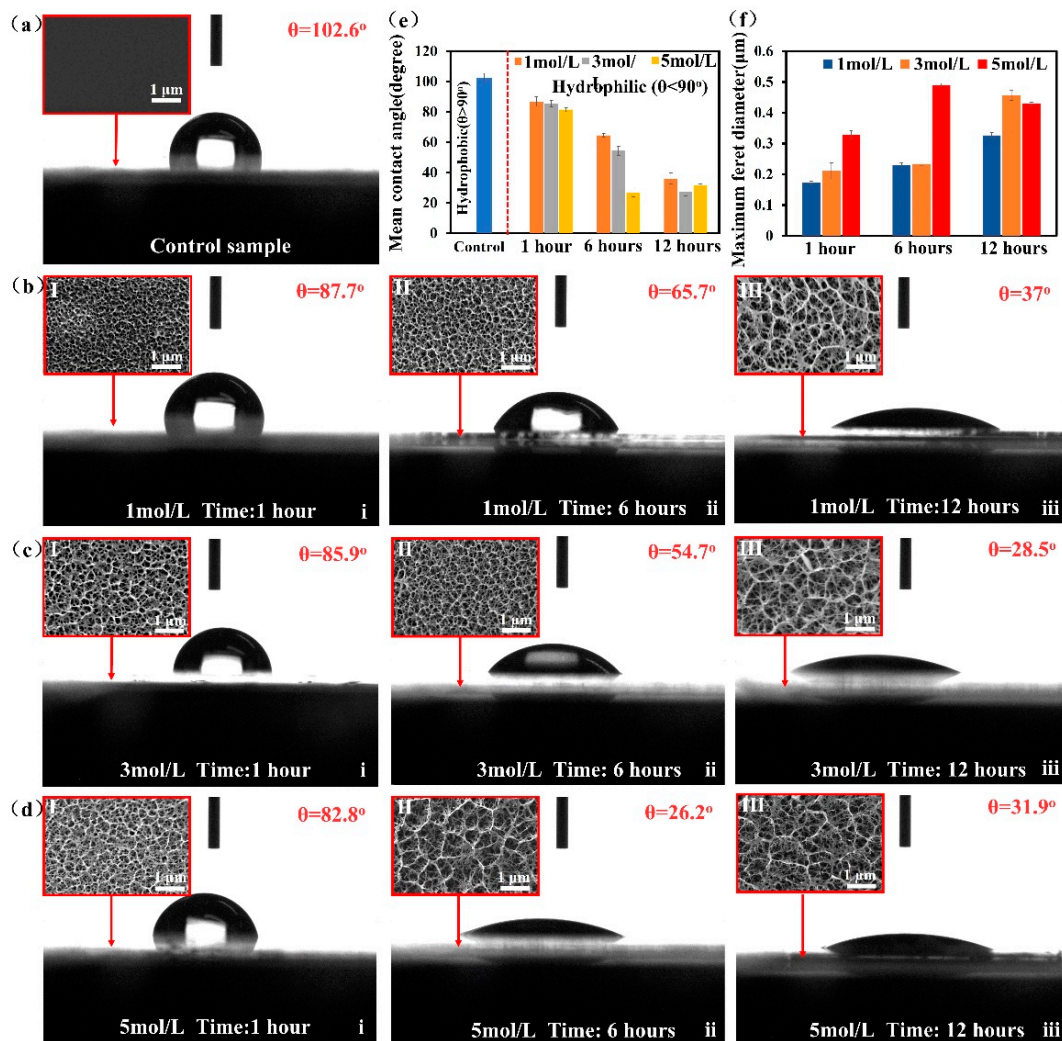 (a)
1 μm
θ=102.6°
Control sample
(e)
Mean contact angle(degree)
120
100
80
60
40
20
0
1mol/L 3mol/L 5mol/L
Hydrophobic(θ>90°)
Hydrophilic (θ<90°)
Control 1 hour 6 hours 12 hours
(f)
Maximum feret diameter(μm)
0.6
0.5
0.4
0.3
0.2
0.1
0
1mol/L 3mol/L 5mol/L
1 hour 6 hours 12 hours
(b)
I
1 μm
θ=87.7°
1mol/L Time:1 hour i
II
1 μm
θ=65.7°
1mol/L Time: 6 hours ii
III
1 μm
θ=37°
1mol/L Time:12 hours iii
(c)
I
1 μm
θ=85.9°
3mol/L Time:1 hour i
II
1 μm
θ=54.7°
3mol/L Time: 6 hours ii
III
1 μm
θ=28.5°
3mol/L Time: 12 hours iii
(d)
I
1 μm
θ=82.8°
5mol/L Time:1 hour i
II
1 μm
θ=26.2°
5mol/L Time: 6 hours ii
III
1 μm
θ=31.9°
5mol/L Time: 12 hours iii